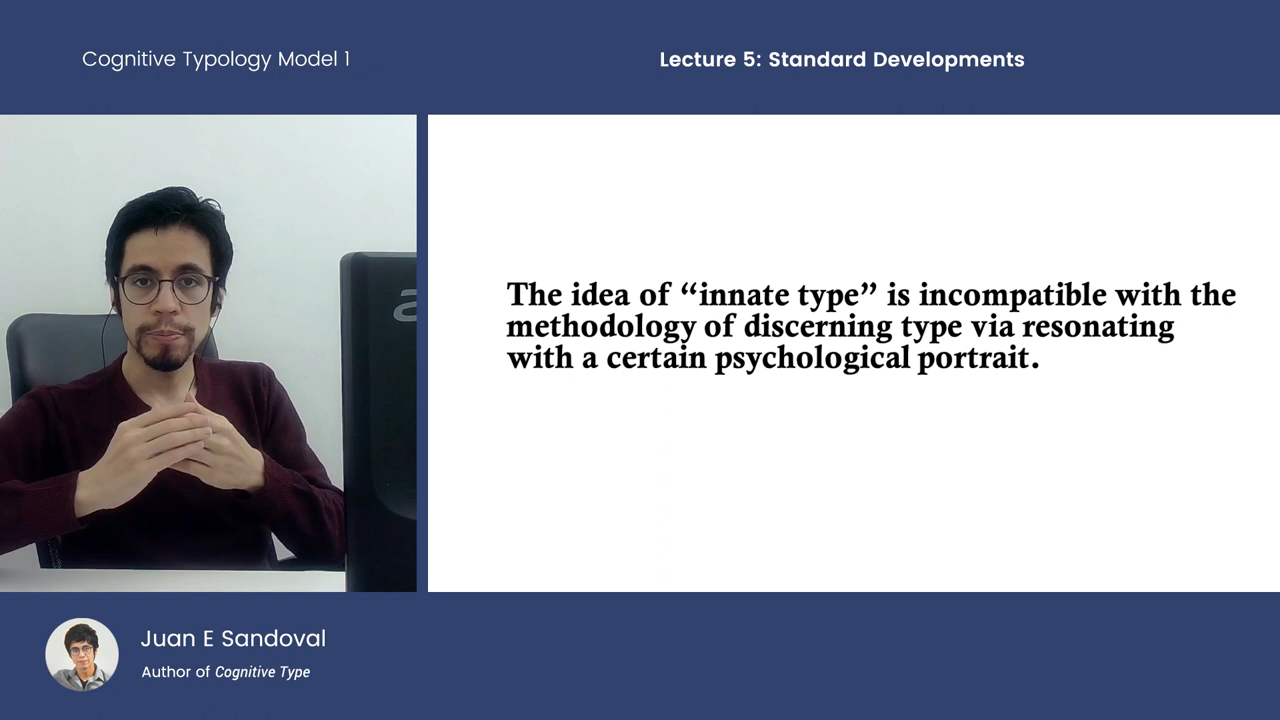 Cognitive Typology Model 1
Lecture 5: Standard Developments
The idea of “innate type” is incompatible with the
methodology of discerning type via resonating
with a certain psychological portrait.
Juan E Sandoval
Author of Cognitive Type